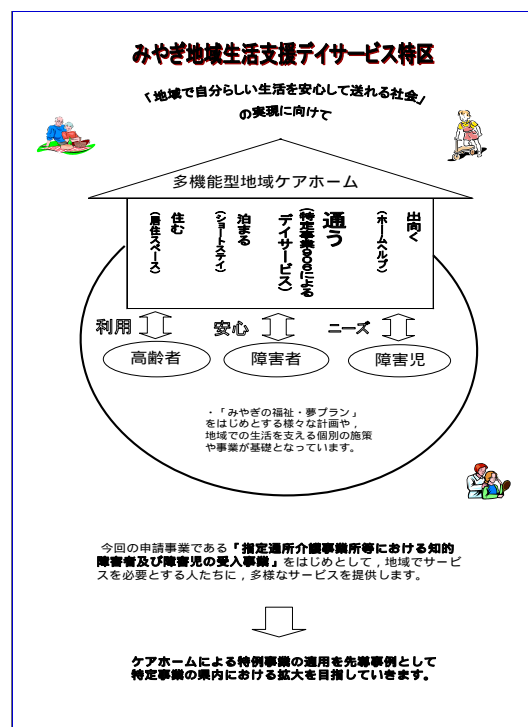 みやぎ地域生活支援デイサービス特区
「地域で自分らしい生活を安心して送れる社会」
の実現に向けて
多機能型地域ケアホーム
出向く
(ホームヘルプ)
通う
(特定事業906による
デイサービス)
泊まる
(ショートステイ)
住む
(居住スペース)
利用
安心
ニーズ
高齢者
障害者
障害児
・「みやぎの福祉・夢プラン」
をはじめとする様々な計画や,
地域での生活を支える個別の施策
や事業が基礎となっています。
今回の申請事業である「指定通所介護事業所等における知的
障害者及び障害児の受入事業」をはじめとして,地域でサービ
スを必要とする人たちに,多様なサービスを提供します。
ケアホームによる特例事業の適用を先導事例として
特定事業の県内における拡大を目指していきます。